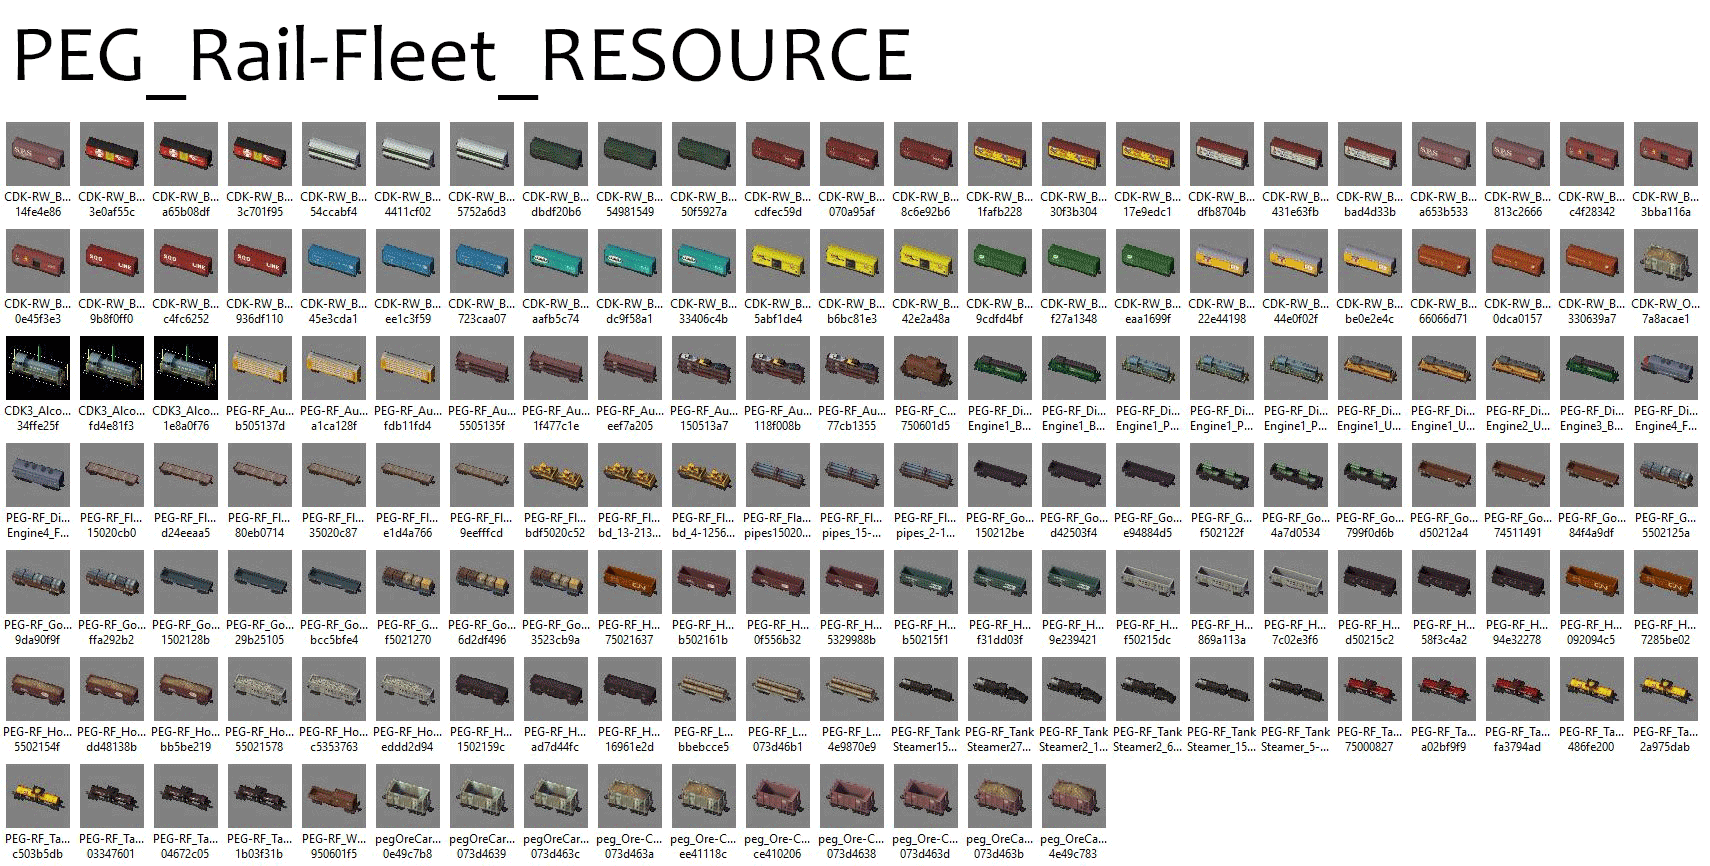 PEG_Rail-Fleet_RESOURCE
CDK-RW_B... CDK-RW_B... CDK-RW_B... CDK-RW_B... CDK-RW_B... CDK-RW_B... CDK-RW_B... CDK-RW_B... CDK-RW_B... CDK-RW_B... CDK-RW_B... CDK-RW_B... CDK-RW_B... CDK-RW_B... CDK-RW_B... CDK-RW_B... CDK-RW_B... CDK-RW_B... CDK-RW_B... CDK-RW_B... CDK-RW_B... CDK-RW_B... CDK-RW_B...
14fe4e86 3e0af55c a65b08df 3c701f95 54ccabf4 4411cf02 5752a6d3 dbdf20b6 54981549 50f5927a cdfec59d 070a95af 8c6e92b6 1fafb228 30f3b304 17e9edc1 dfb8704b 431e63fb bad4d33b a653b533 813c2666 c4f28342 3bba116a
CDK-RW_B... CDK-RW_B... CDK-RW_B... CDK-RW_B... CDK-RW_B... CDK-RW_B... CDK-RW_B... CDK-RW_B... CDK-RW_B... CDK-RW_B... CDK-RW_B... CDK-RW_B... CDK-RW_B... CDK-RW_B... CDK-RW_B... CDK-RW_B... CDK-RW_B... CDK-RW_B... CDK-RW_B... CDK-RW_B... CDK-RW_B... CDK-RW_B... CDK-RW_O...
0e45f3e3 9b8f0ff0 c4fc6252 936df110 45e3cda1 ee1c3f59 723caa07 aafb5c74 dc9f58a1 33406c4b 5abf1de4 b6bc81e3 42e2a48a 9cdfd4bf f27a1348 eaa1699f 22e44198 44e0f02f be0e2e4c 66066d71 0dca0157 330639a7 7a8acae1
CDK3_Alco... CDK3_Alco... CDK3_Alco... PEG-RF_Au... PEG-RF_Au... PEG-RF_Au... PEG-RF_Au... PEG-RF_Au... PEG-RF_Au... PEG-RF_Au... PEG-RF_Au... PEG-RF_Au... PEG-RF_C... PEG-RF_Di... PEG-RF_Di... PEG-RF_Di... PEG-RF_Di... PEG-RF_Di... PEG-RF_Di... PEG-RF_Di... PEG-RF_Di... PEG-RF_Di... PEG-RF_Di...
34ffe25f fd4e81f3 1e8a0f76 b505137d a1ca128f fdb11fd4 5505135f 1f477c1e eef7a205 150513a7 118f008b 77cb1355 750601d5 Engine1_B... Engine1_B... Engine1_P... Engine1_P... Engine1_P... Engine1_U... Engine1_U... Engine2_U... Engine3_B... Engine4_F...
PEG-RF_Di... PEG-RF_Fl... PEG-RF_Fl... PEG-RF_Fl... PEG-RF_Fl... PEG-RF_Fl... PEG-RF_Fl... PEG-RF_Fl... PEG-RF_Fl... PEG-RF_Fl... PEG-RF_Fla... PEG-RF_Fl... PEG-RF_Fl... PEG-RF_Go... PEG-RF_Go... PEG-RF_Go... PEG-RF_G... PEG-RF_Go... PEG-RF_Go... PEG-RF_Go... PEG-RF_Go... PEG-RF_Go... PEG-RF_G...
Engine4_F... 15020cb0 d24eeaa5 80eb0714 35020c87 e1d4a766 9eefffcd bdf5020c52 bd_13-213... bd_4-1256... pipes15020... pipes_15-... pipes_2-1... 150212be d42503f4 e94884d5 f502122f 4a7d0534 799f0d6b d50212a4 74511491 84f4a9df 5502125a
PEG-RF_Go... PEG-RF_Go... PEG-RF_Go... PEG-RF_Go... PEG-RF_Go... PEG-RF_G... PEG-RF_Go... PEG-RF_Go... PEG-RF_H... PEG-RF_H... PEG-RF_H... PEG-RF_H... PEG-RF_H... PEG-RF_H... PEG-RF_H... PEG-RF_H... PEG-RF_H... PEG-RF_H... PEG-RF_H... PEG-RF_H... PEG-RF_H... PEG-RF_H... PEG-RF_H...
9da90f9f ffa292b2 1502128b 29b25105 bcc5bfe4 f5021270 6d2df496 3523cb9a 75021637 b502161b 0f556b32 5329988b b50215f1 f31dd03f 9e239421 f50215dc 869a113a 7c02e3f6 d50215c2 58f3c4a2 94e32278 092094c5 7285be02
PEG-RF_Ho... PEG-RF_Ho... PEG-RF_Ho... PEG-RF_Ho... PEG-RF_Ho... PEG-RF_Ho... PEG-RF_H... PEG-RF_H... PEG-RF_H... PEG-RF_L... PEG-RF_L... PEG-RF_L... PEG-RF_Tank PEG-RF_Tank PEG-RF_Tank PEG-RF_Tank PEG-RF_Tank PEG-RF_Tank PEG-RF_Ta... PEG-RF_Ta... PEG-RF_Ta... PEG-RF_Ta... PEG-RF_Ta...
5502154f dd48138b bb5be219 55021578 c5353763 eddd2d94 1502159c ad7d44fc 16961e2d bbebcce5 073d46b1 4e9870e9 Steamer15... Steamer27... Steamer2_1... Steamer2_6... Steamer_15... Steamer_5-... 75000827 a02bf9f9 fa3794ad 486fe200 2a975dab
PEG-RF_Ta... PEG-RF_Ta... PEG-RF_Ta... PEG-RF_Ta... PEG-RF_W... pegOreCar... pegOreCar... pegOreCar... peg_Ore-C... peg_Ore-C... peg_Ore-C... peg_Ore-C... peg_Ore-C... peg_OreCa... peg_OreCa...
c503b5db 03347601 04672c05 1b03f31b 950601f5 0e49c7b8 073d4639 073d463c 073d463a ee41118c ce410206 073d4638 073d463d 073d463b 4e49c783